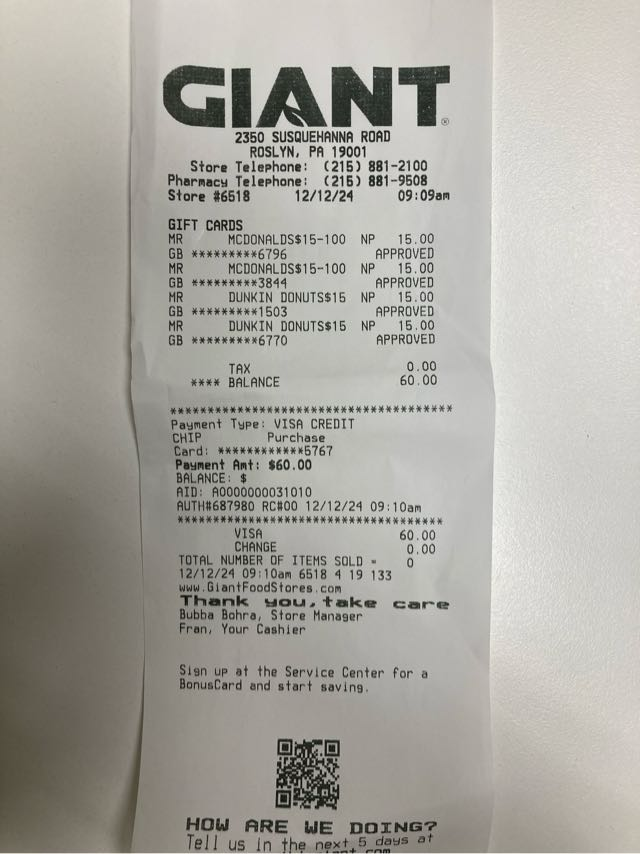 GIANT®
2350 SUSQUEHANNA ROAD
ROSLYN, PA 19001
Store Telephone: (215) 881-2100
Pharmacy Telephone: (215) 881-9508
Store #6518 12/12/24 09:09am
GIFT CARDS
MR MCDONALDS$15-100 NP 15.00
GB *********6796 APPROVED
MR MCDONALDS$15-100 NP 15.00
GB *********3844 APPROVED
MR DUNKIN DONUTS$15 NP 15.00
GB *********1503 APPROVED
MR DUNKIN DONUTS$15 NP 15.00
GB *********6770 APPROVED
TAX 0.00
**** BALANCE 60.00
****************************************
Payment Type: VISA CREDIT
CHIP Purchase
Card: ************5767
Payment Amt: $60.00
BALANCE: $
AID: A0000000031010
AUTH#687980 RC#00 12/12/24 09:10am
**************************************
VISA 60.00
CHANGE 0.00
TOTAL NUMBER OF ITEMS SOLD = 0
12/12/24 09:10am 6518 4 19 133
www.GiantFoodStores.com
Thank you, take care
Bubba Bohra, Store Manager
Fran, Your Cashier
Sign up at the Service Center for a
BonusCard and start saving.
HOW ARE WE DOING?
Tell us in the next 5 days at